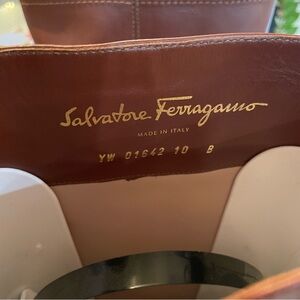 Salvatore Ferragamo
MADE IN ITALY
YW 01642 10 B